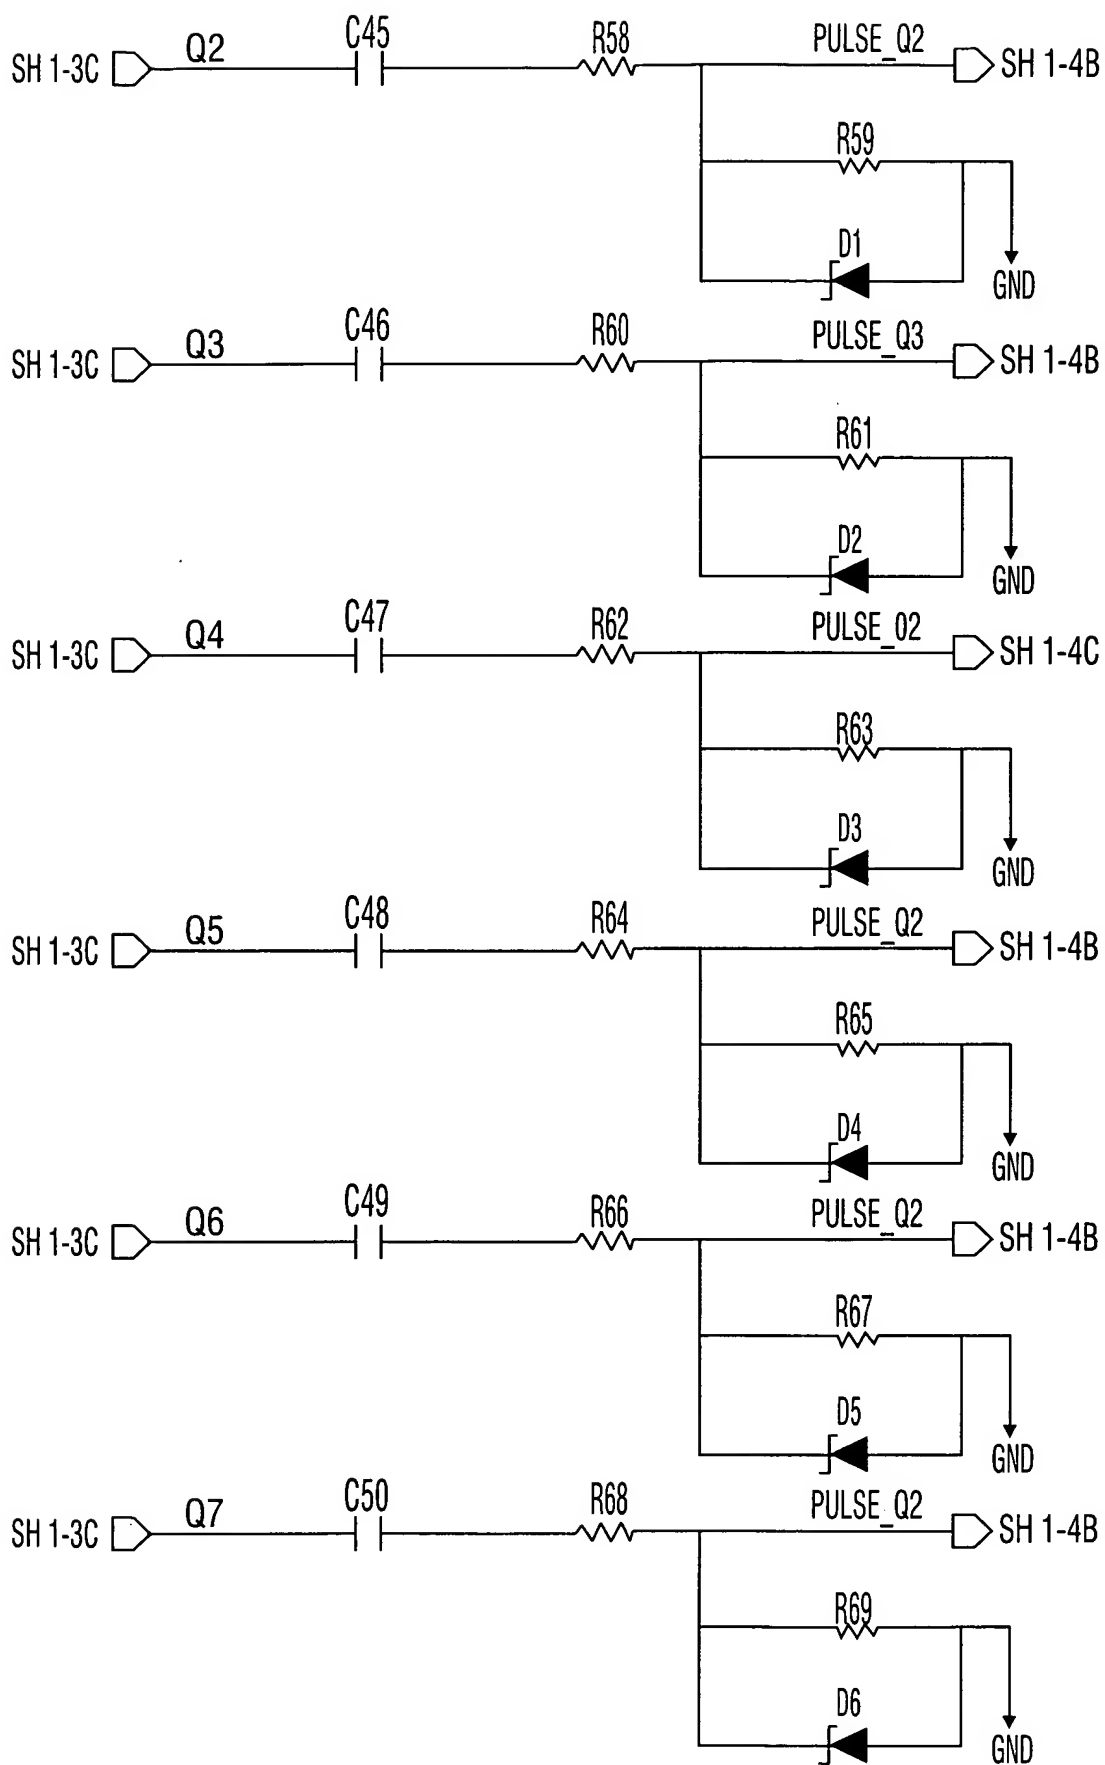 SH 1-3C Q2 C45 R58 PULSE_Q2 SH 1-4B
R59
D1
GND
SH 1-3C Q3 C46 R60 PULSE_Q3 SH 1-4B
R61
D2
GND
SH 1-3C Q4 C47 R62 PULSE_02 SH 1-4C
R63
D3
GND
SH 1-3C Q5 C48 R64 PULSE_Q2 SH 1-4B
R65
D4
GND
SH 1-3C Q6 C49 R66 PULSE_Q2 SH 1-4B
R67
D5
GND
SH 1-3C Q7 C50 R68 PULSE_Q2 SH 1-4B
R69
D6
GND